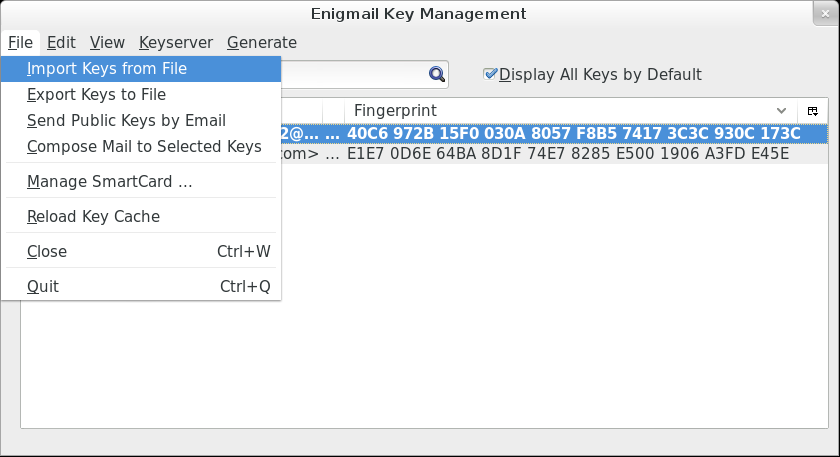 Enigmail Key Management
File Edit View Keyserver Generate
Import Keys from File
Display All Keys by Default
Export Keys to File
Fingerprint
Send Public Keys by Email
2@... ... 40C6 972B 15F0 030A 8057 F8B5 7417 3C3C 930C 173C
Compose Mail to Selected Keys
com> ... E1E7 0D6E 64BA 8D1F 74E7 8285 E500 1906 A3FD E45E
Manage SmartCard ...
Reload Key Cache
Close Ctrl+W
Quit Ctrl+Q